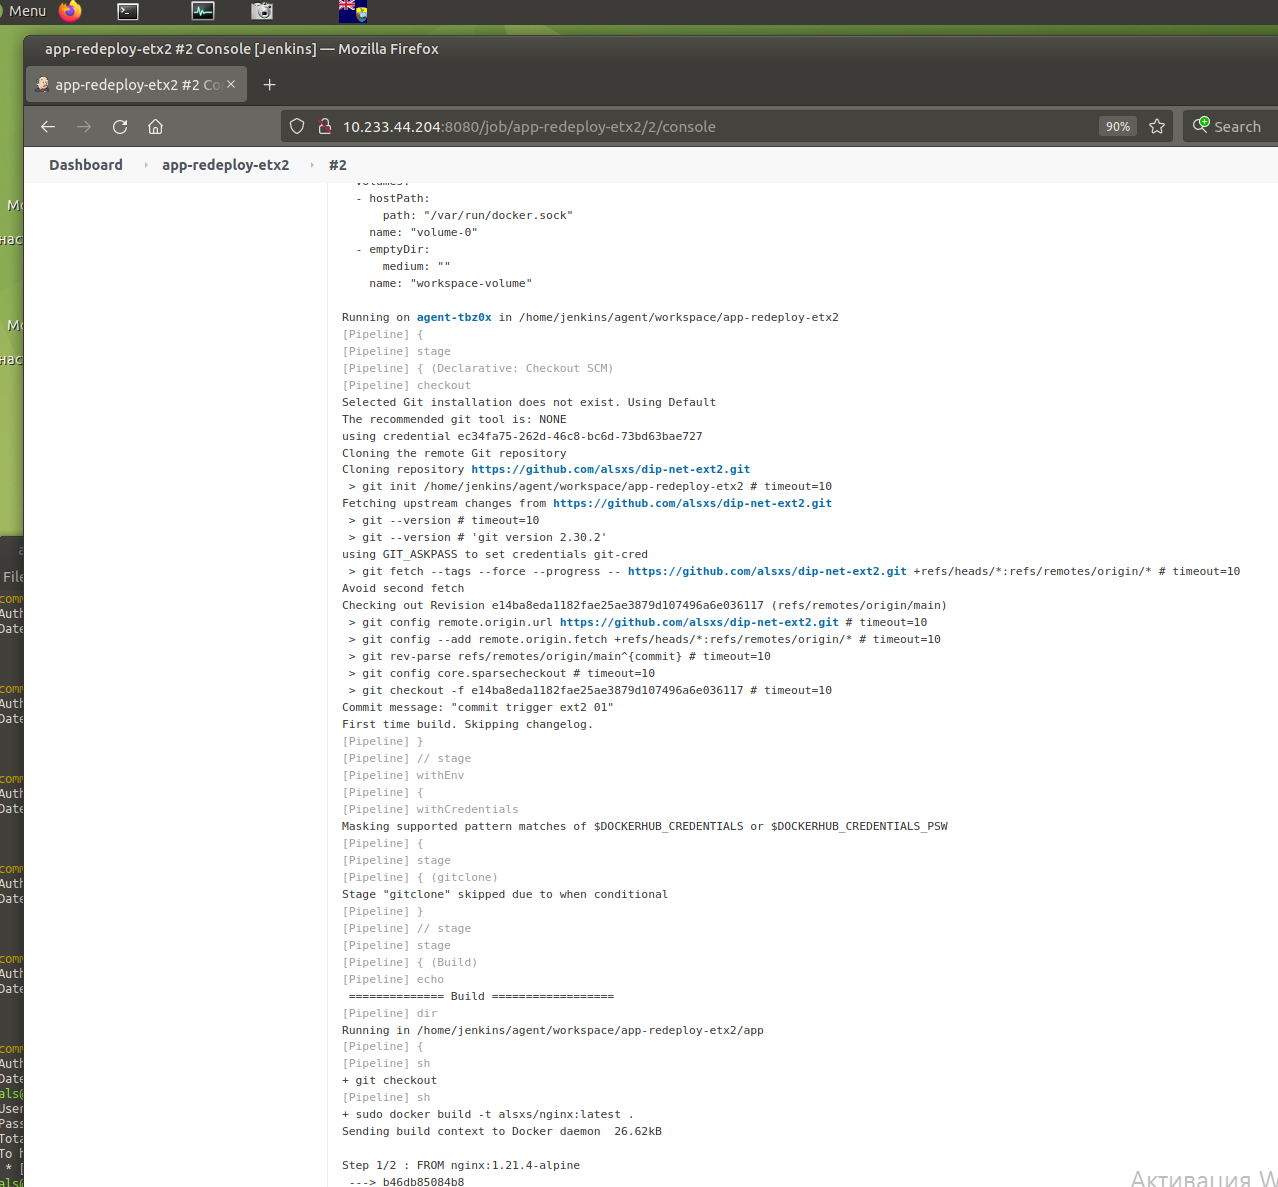 Menu
app-redeploy-etx2 #2 Console [Jenkins] — Mozilla Firefox
app-redeploy-etx2 #2 Co
10.233.44.204:8080/job/app-redeploy-etx2/2/console
90%
Search
Dashboard
app-redeploy-etx2
#2
volumes:
- hostPath:
path: "/var/run/docker.sock"
name: "volume-0"
- emptyDir:
medium: ""
name: "workspace-volume"
Running on agent-tbz0x in /home/jenkins/agent/workspace/app-redeploy-etx2
[Pipeline] {
[Pipeline] stage
[Pipeline] { (Declarative: Checkout SCM)
[Pipeline] checkout
Selected Git installation does not exist. Using Default
The recommended git tool is: NONE
using credential ec34fa75-262d-46c8-bc6d-73bd63bae727
Cloning the remote Git repository
Cloning repository https://github.com/alsxs/dip-net-ext2.git
> git init /home/jenkins/agent/workspace/app-redeploy-etx2 # timeout=10
Fetching upstream changes from https://github.com/alsxs/dip-net-ext2.git
> git --version # timeout=10
> git --version # 'git version 2.30.2'
using GIT_ASKPASS to set credentials git-cred
> git fetch --tags --force --progress -- https://github.com/alsxs/dip-net-ext2.git +refs/heads/*:refs/remotes/origin/* # timeout=10
Avoid second fetch
Checking out Revision e14ba8eda1182fae25ae3879d107496a6e036117 (refs/remotes/origin/main)
> git config remote.origin.url https://github.com/alsxs/dip-net-ext2.git # timeout=10
> git config --add remote.origin.fetch +refs/heads/*:refs/remotes/origin/* # timeout=10
> git rev-parse refs/remotes/origin/main^{commit} # timeout=10
> git config core.sparsecheckout # timeout=10
> git checkout -f e14ba8eda1182fae25ae3879d107496a6e036117 # timeout=10
Commit message: "commit trigger ext2 01"
First time build. Skipping changelog.
[Pipeline] }
[Pipeline] // stage
[Pipeline] withEnv
[Pipeline] {
[Pipeline] withCredentials
Masking supported pattern matches of $DOCKERHUB_CREDENTIALS or $DOCKERHUB_CREDENTIALS_PSW
[Pipeline] {
[Pipeline] stage
[Pipeline] { (gitclone)
Stage "gitclone" skipped due to when conditional
[Pipeline] }
[Pipeline] // stage
[Pipeline] stage
[Pipeline] { (Build)
[Pipeline] echo
============== Build ==================
[Pipeline] dir
Running in /home/jenkins/agent/workspace/app-redeploy-etx2/app
[Pipeline] {
[Pipeline] sh
+ git checkout
[Pipeline] sh
+ sudo docker build -t alsxs/nginx:latest .
Sending build context to Docker daemon  26.62kB
Step 1/2 : FROM nginx:1.21.4-alpine
---> b46db85084b8
Активация W